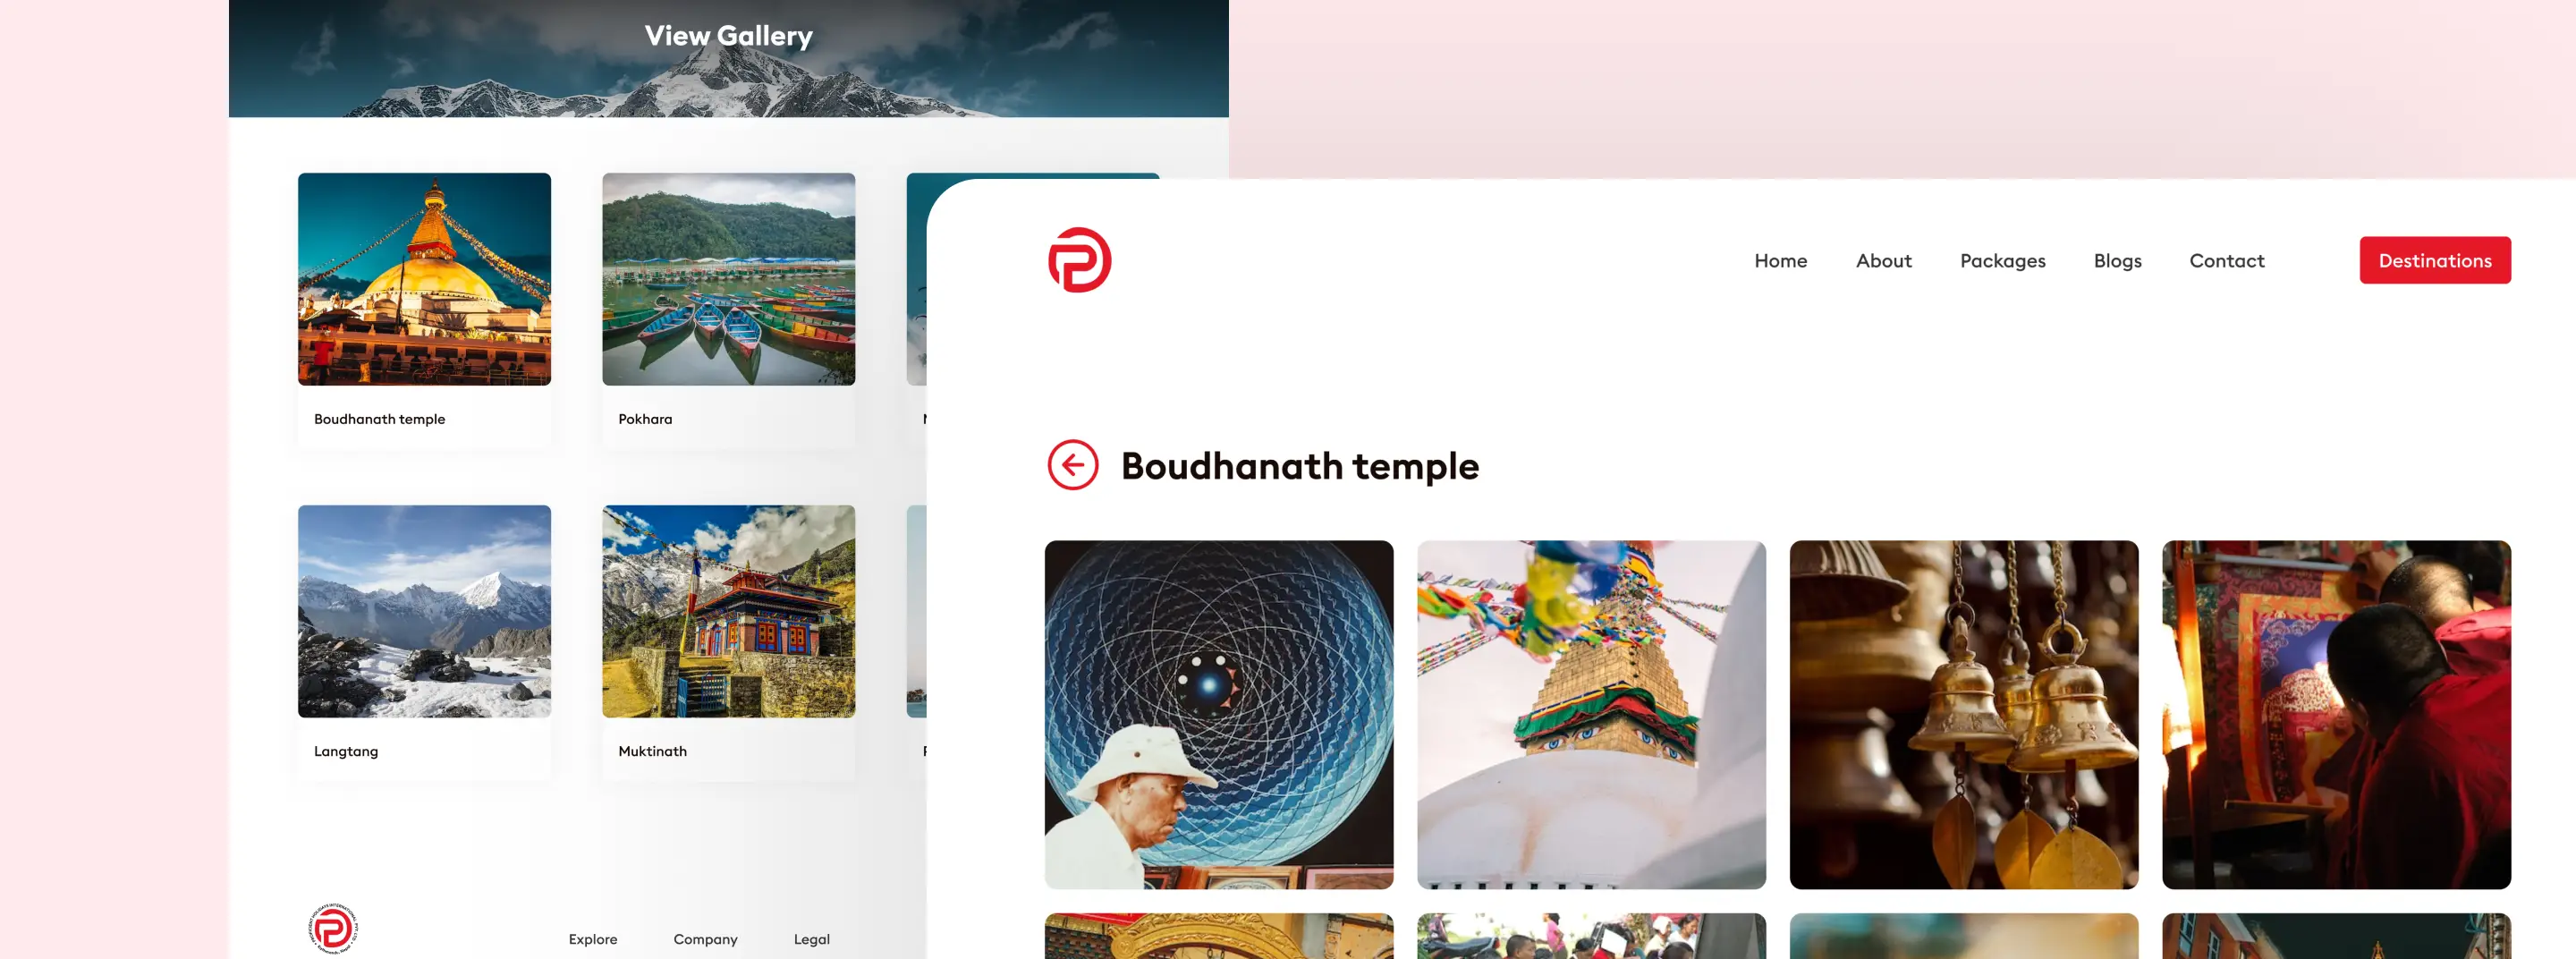 View Gallery
Boudhanath temple
Pokhara
Langtang
Muktinath
Explore
Company
Legal
Home
About
Packages
Blogs
Contact
Destinations
Boudhanath temple